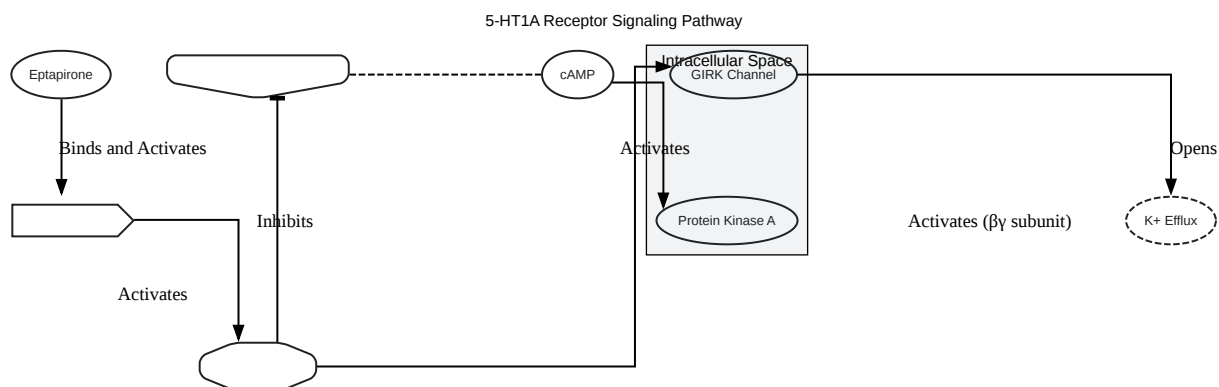 5-HT1A Receptor Signaling Pathway
Intracellular Space
Eptapirone
cAMP
GIRK Channel
Binds and Activates
Activates
Opens
Inhibits
Protein Kinase A
Activates (βγ subunit)
K+ Efflux
Activates